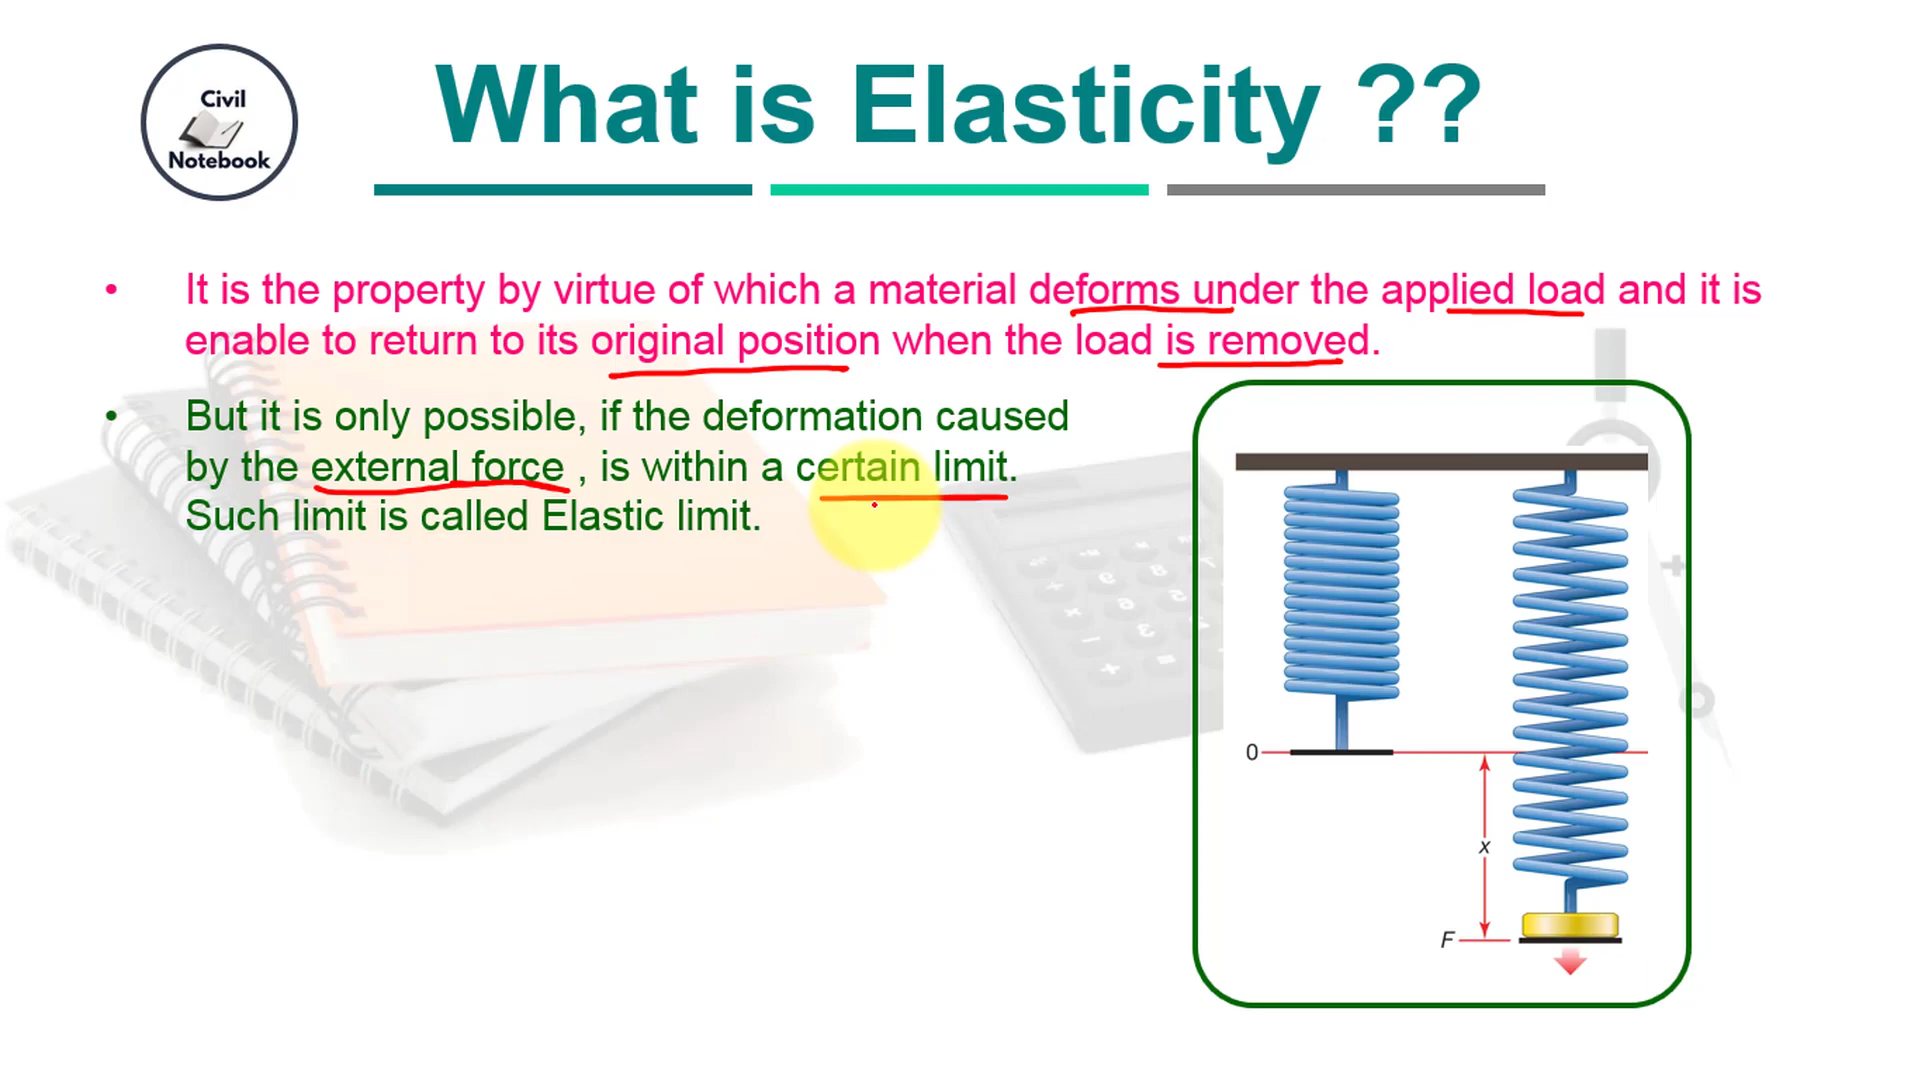 Civil
Notebook
What is Elasticity ??
• It is the property by virtue of which a material deforms under the applied load and it is
enable to return to its original position when the load is removed.
• But it is only possible, if the deformation caused
by the external force , is within a certain limit.
Such limit is called Elastic limit.
0
x
F